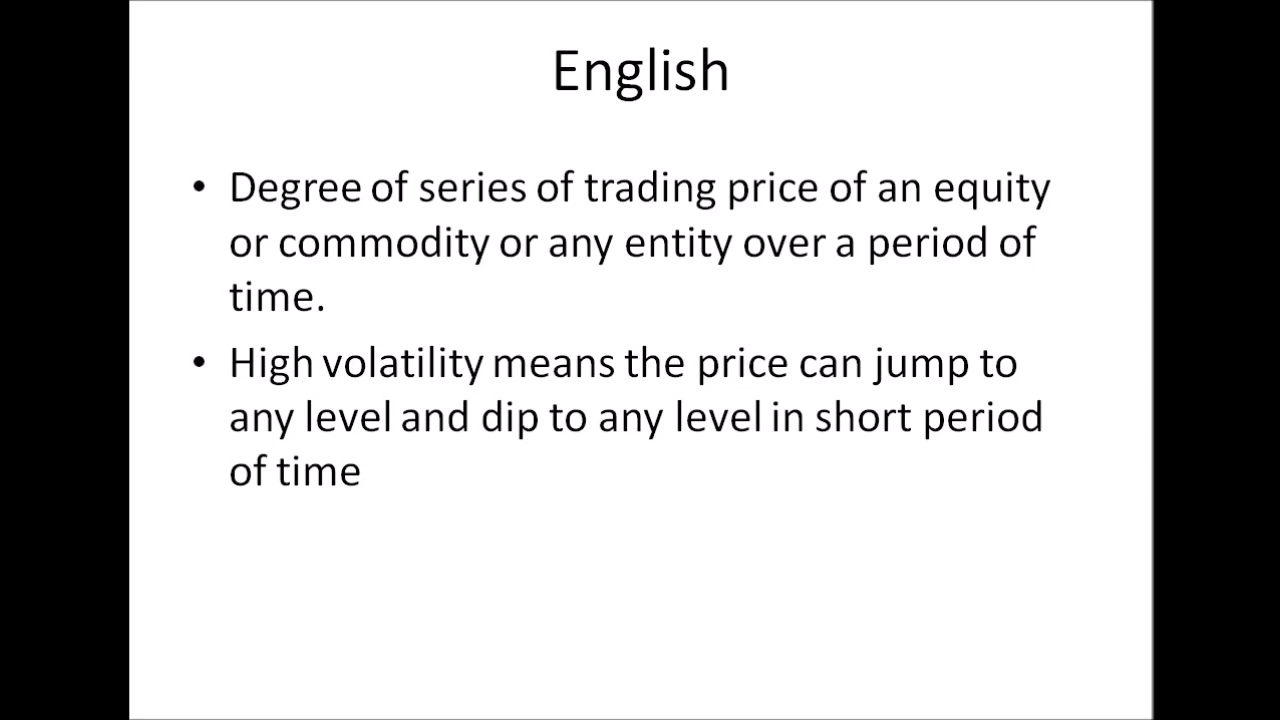 English
• Degree of series of trading price of an equity
or commodity or any entity over a period of
time.
• High volatility means the price can jump to
any level and dip to any level in short period
of time